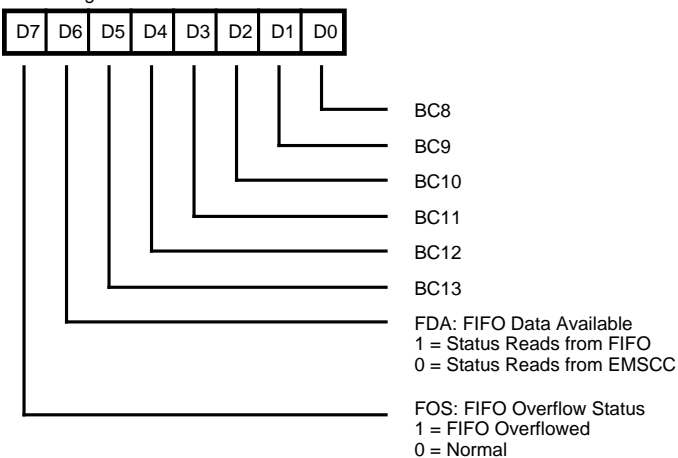 D7 D6 D5 D4 D3 D2 D1 D0
BC8
BC9
BC10
BC11
BC12
BC13
FDA: FIFO Data Available
1 = Status Reads from FIFO
0 = Status Reads from EMSCC
FOS: FIFO Overflow Status
1 = FIFO Overflowed
0 = Normal